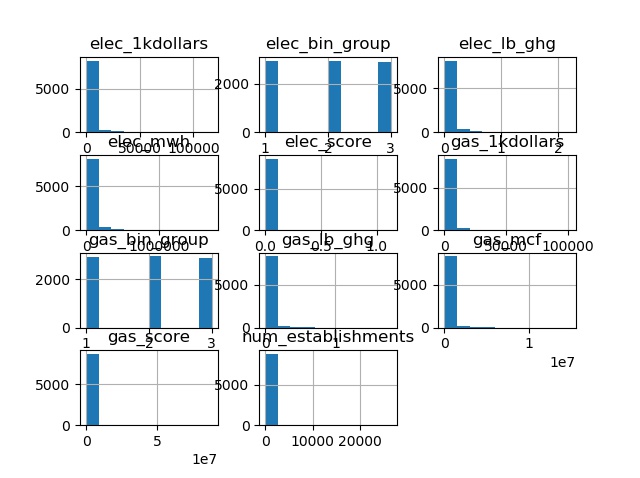 elec_1kdollars elec_bin_group elec_lb_ghg
5000 2000 5000
0 0 0
0 50000 100000 1 2 3 0 1 2
elec_mwh elec_score gas_1kdollars
5000 5000 5000
0 0 0
0 1000000 0.0 0.5 1.0 0 50000 100000
gas_bin_group gas_lb_ghg gas_mcf
2000 5000 5000
0 0 0
1 2 3 0 1 0 1
1e7
gas_score num_establishments
5000 5000
0 0
0 5 0 10000 20000
1e7